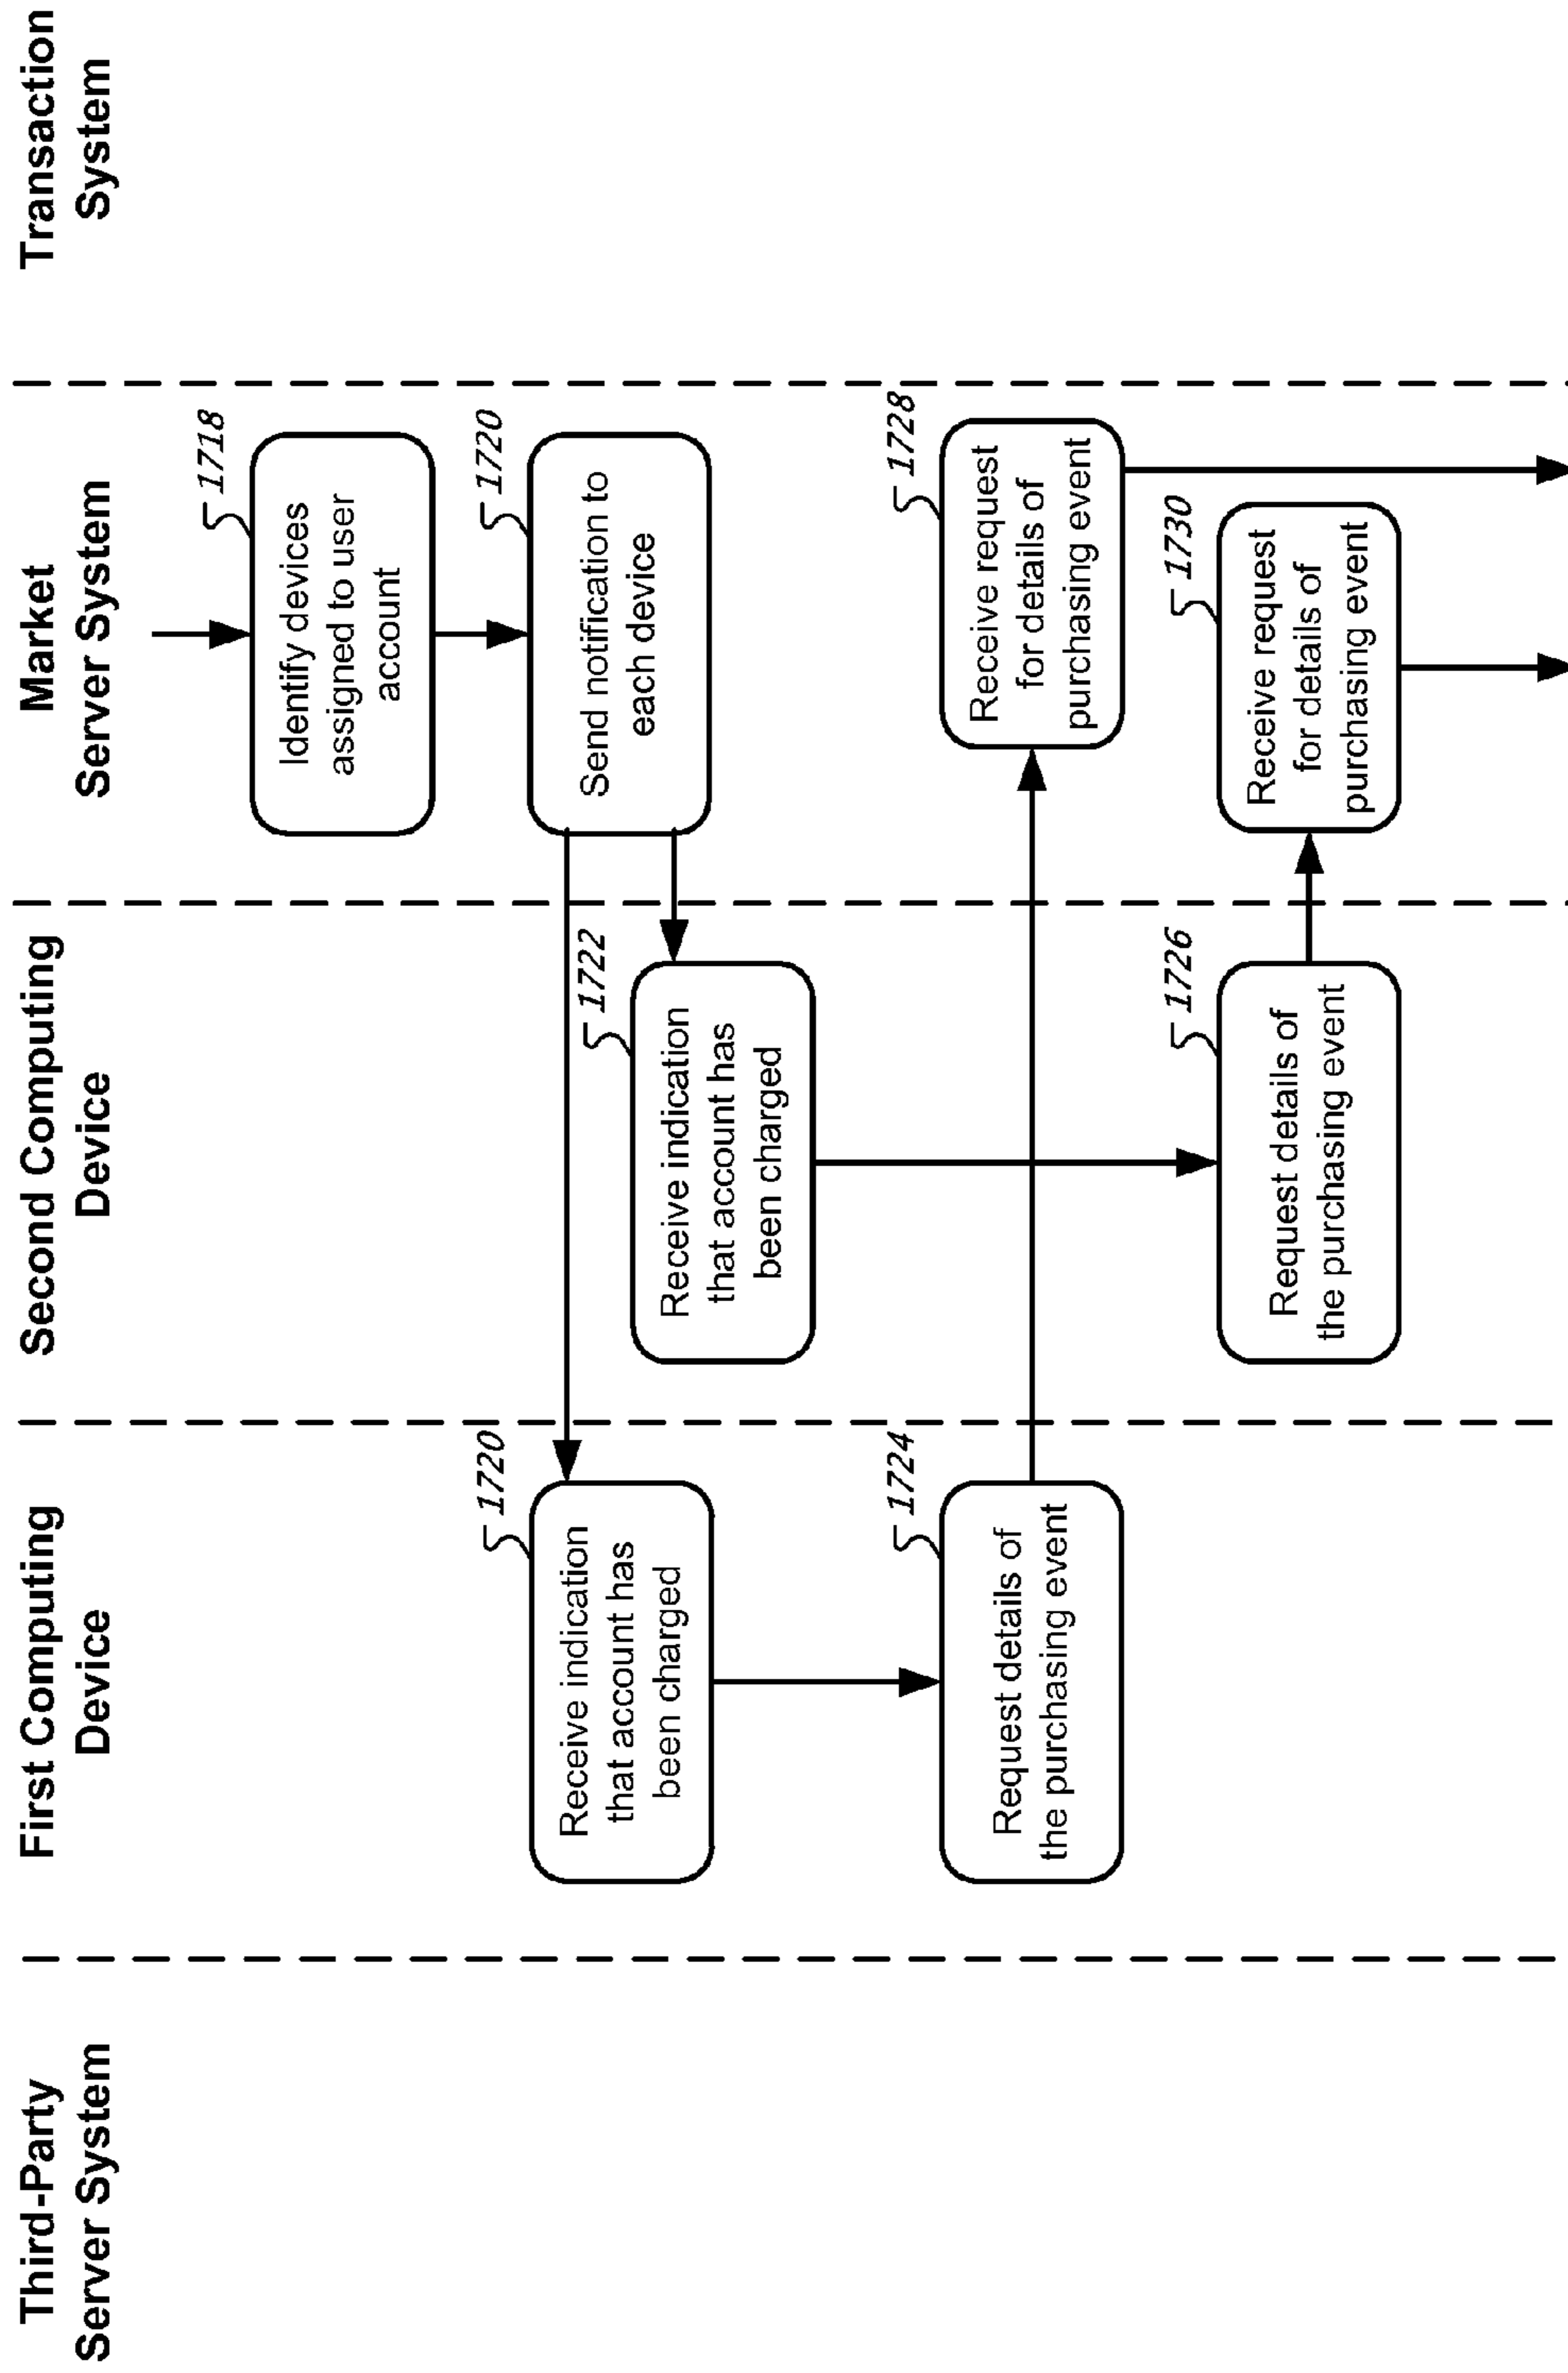 Third-Party
Server System
First Computing
Device
Second Computing
Device
Market
Server System
Transaction
System
1718
Identify devices
assigned to user
account
1720
Send notification to
each device
1720
Receive indication
that account has
been charged
1722
Receive indication
that account has
been charged
1724
Request details of
the purchasing event
1728
Receive request
for details of
purchasing event
1726
Request details of
the purchasing event
1730
Receive request
for details of
purchasing event